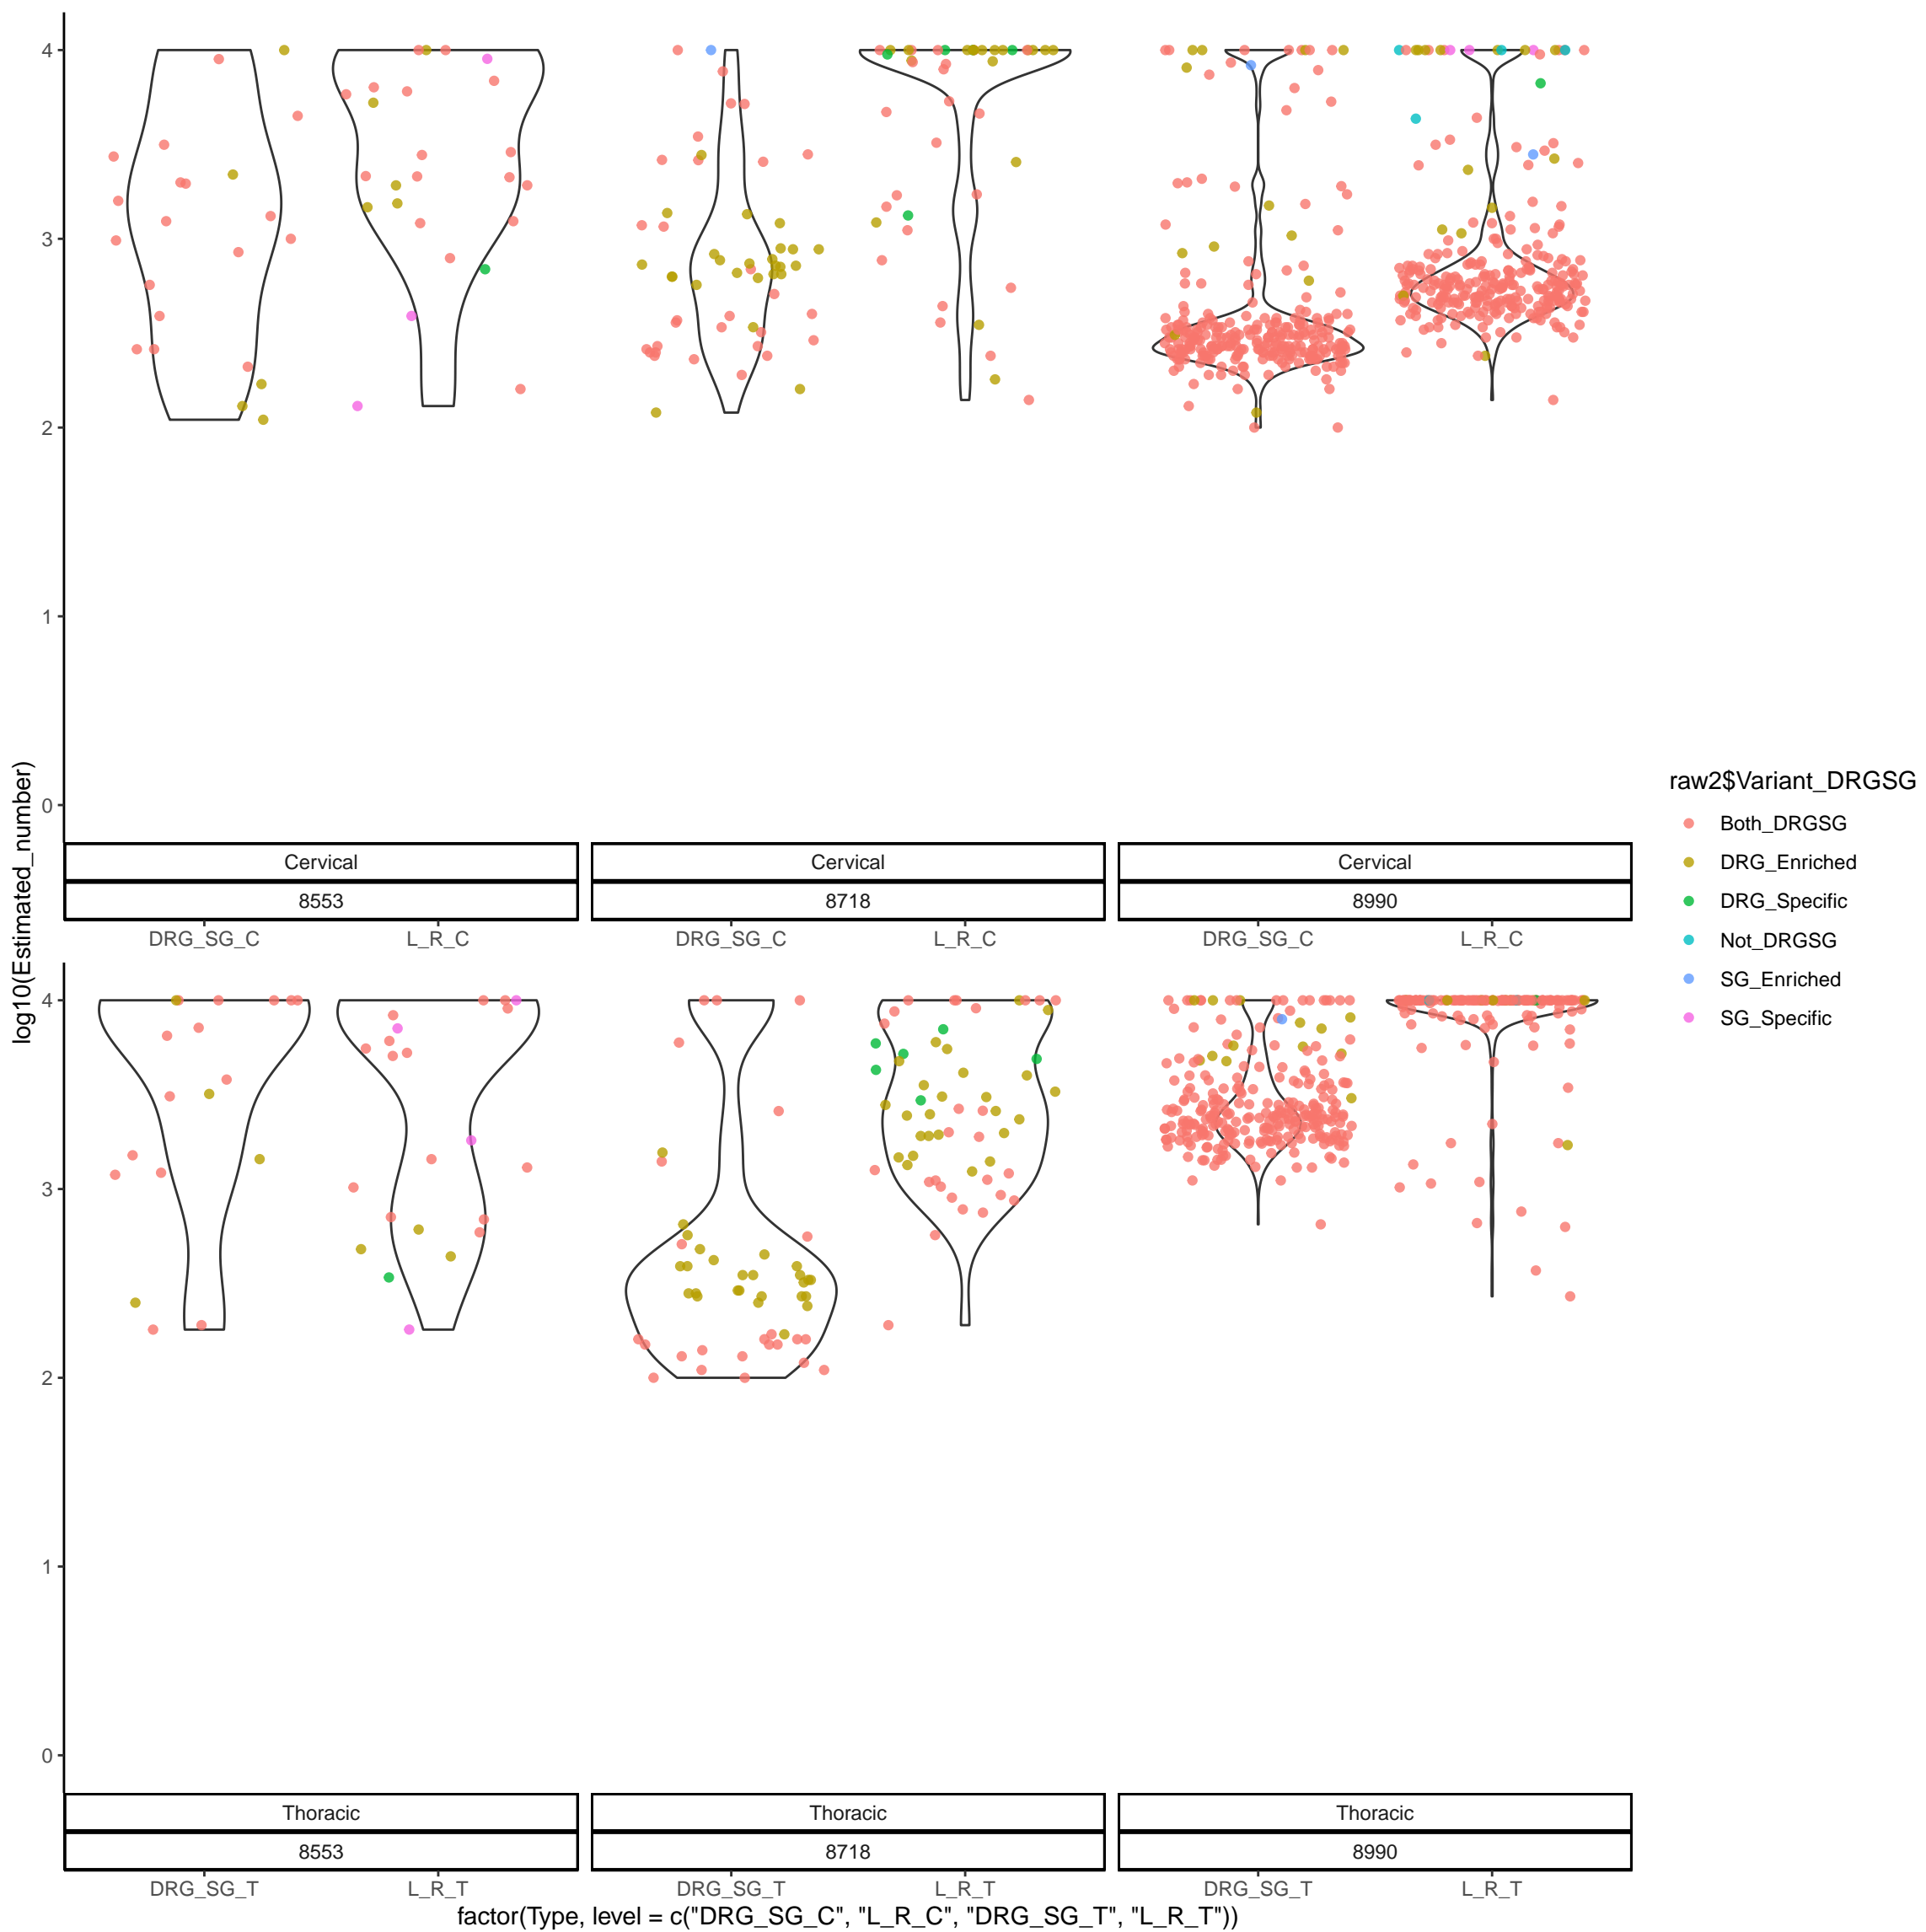 log10(Estimated_number)
4
3
2
1
0
Cervical
Cervical
Cervical
8553
8718
8990
DRG_SG_C
L_R_C
DRG_SG_C
L_R_C
DRG_SG_C
L_R_C
4
3
2
1
0
Thoracic
Thoracic
Thoracic
8553
8718
8990
DRG_SG_T
L_R_T
DRG_SG_T
L_R_T
DRG_SG_T
L_R_T
factor(Type, level = c("DRG_SG_C", "L_R_C", "DRG_SG_T", "L_R_T"))
raw2$Variant_DRGSG
Both_DRGSG
DRG_Enriched
DRG_Specific
Not_DRGSG
SG_Enriched
SG_Specific